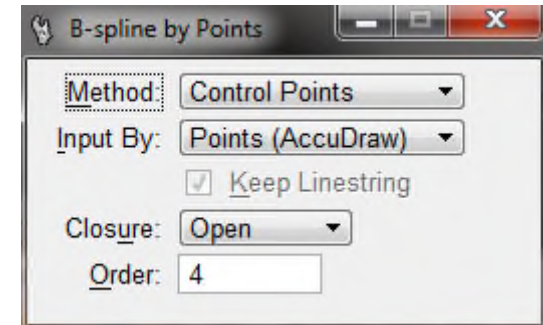 B-spline by Points
Method: Control Points
Input By: Points (AccuDraw)
Keep Linestring
Closure: Open
Order: 4